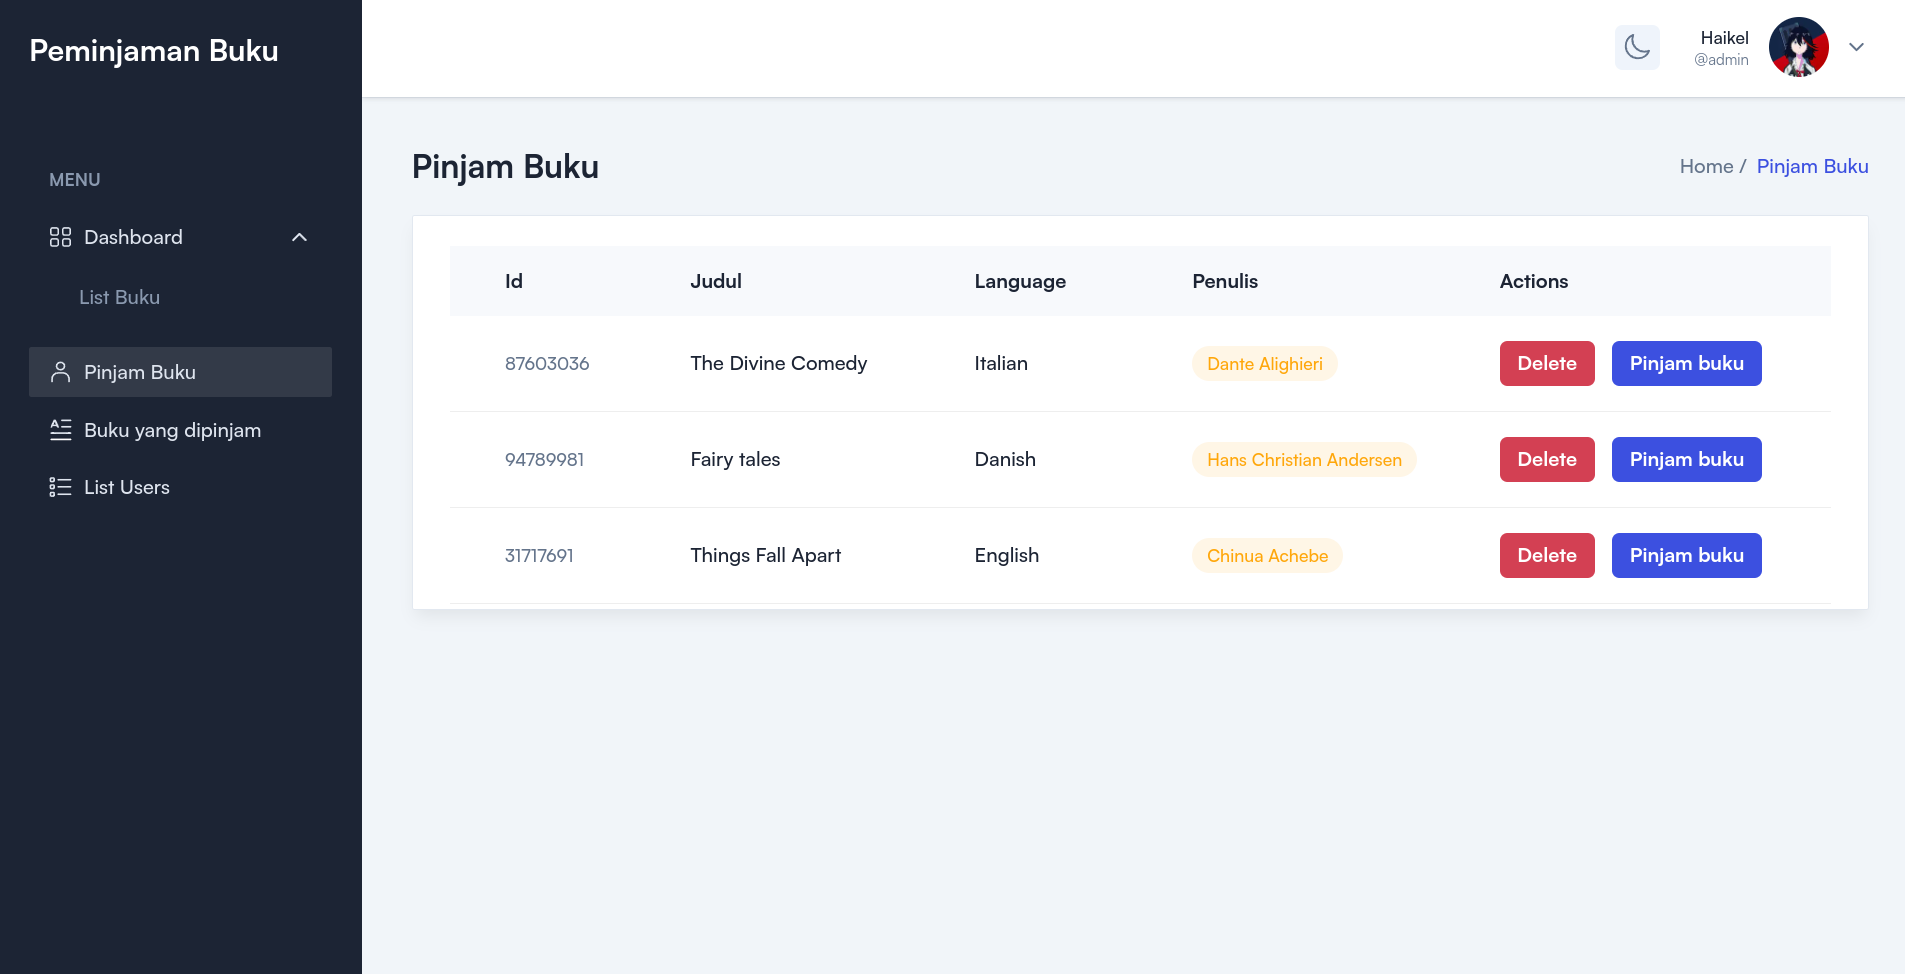 Peminjaman Buku
MENU
Dashboard
List Buku
Pinjam Buku
Buku yang dipinjam
List Users
Haikel
@admin
Pinjam Buku
Home / Pinjam Buku
Id Judul Language Penulis Actions
87603036 The Divine Comedy Italian Dante Alighieri Delete Pinjam buku
94789981 Fairy tales Danish Hans Christian Andersen Delete Pinjam buku
31717691 Things Fall Apart English Chinua Achebe Delete Pinjam buku